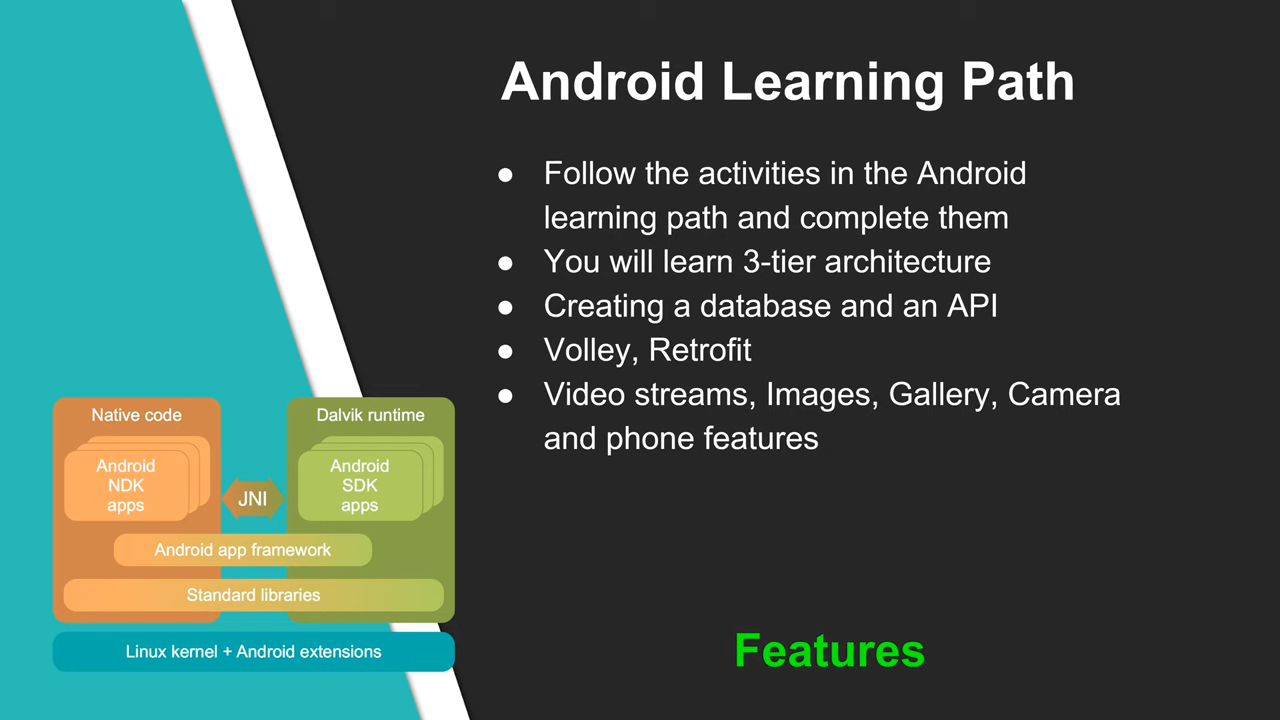 Android Learning Path
● Follow the activities in the Android
learning path and complete them
● You will learn 3-tier architecture
● Creating a database and an API
● Volley, Retrofit
● Video streams, Images, Gallery, Camera
and phone features
Native code
Android
NDK
apps
JNI
Dalvik runtime
Android
SDK
apps
Android app framework
Standard libraries
Linux kernel + Android extensions
Features